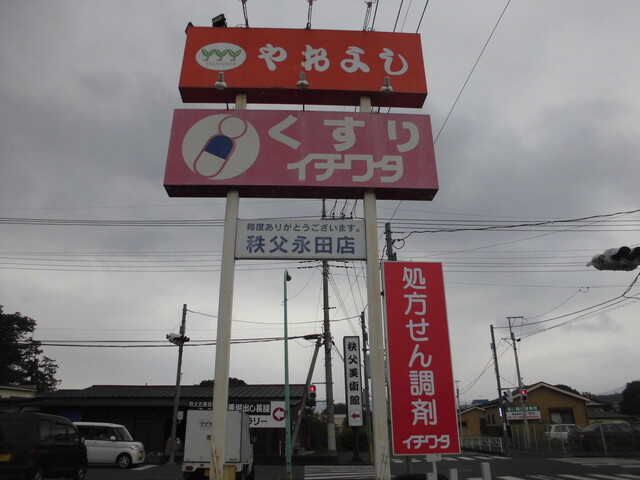 やおよし
くすり
イチワタ
毎度ありがとうございます。
秩父永田店
処方せん調剤
イチワタ
秩父美術館